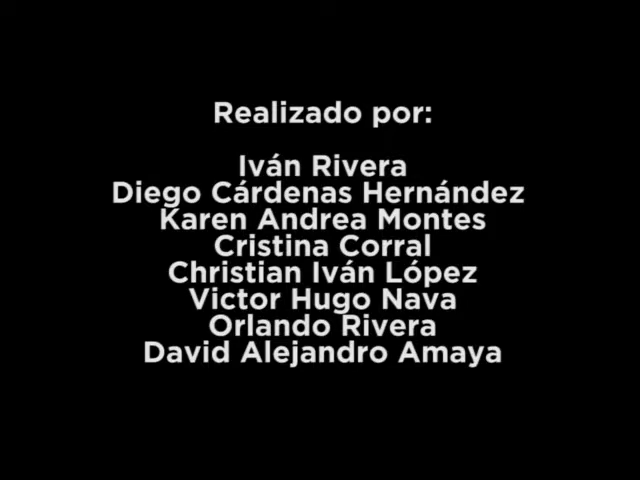 Realizado por:
Iván Rivera
Diego Cárdenas Hernández
Karen Andrea Montes
Cristina Corral
Christian Iván López
Victor Hugo Nava
Orlando Rivera
David Alejandro Amaya